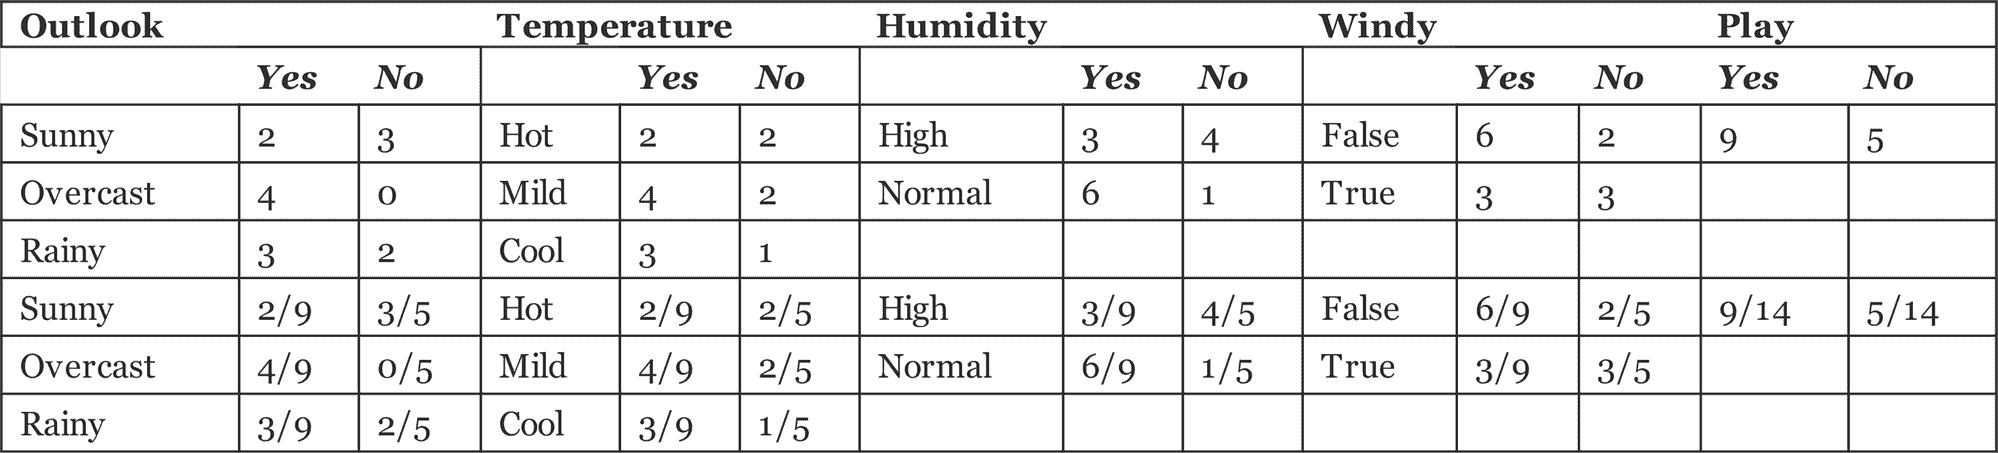 Outlook Temperature Humidity Windy Play
Yes No Yes No Yes No Yes No Yes No
Sunny 2 3 Hot 2 2 High 3 4 False 6 2 9 5
Overcast 4 0 Mild 4 2 Normal 6 1 True 3 3
Rainy 3 2 Cool 3 1
Sunny 2/9 3/5 Hot 2/9 2/5 High 3/9 4/5 False 6/9 2/5 9/14 5/14
Overcast 4/9 0/5 Mild 4/9 2/5 Normal 6/9 1/5 True 3/9 3/5
Rainy 3/9 2/5 Cool 3/9 1/5